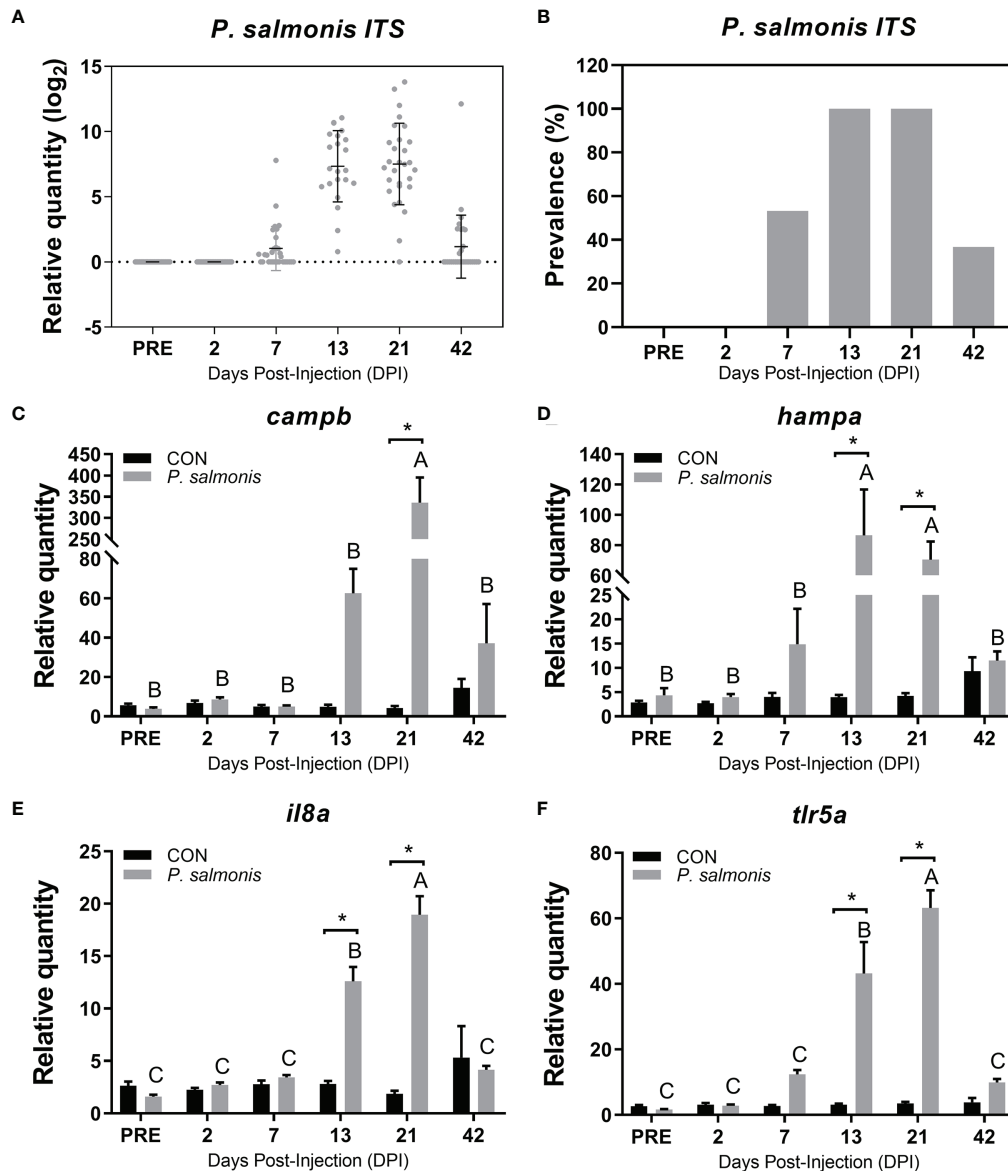 A
P. salmonis ITS
Relative quantity (log2)
15
10
5
0
-5
PRE 2 7 13 21 42
Days Post-Injection (DPI)
B
P. salmonis ITS
Prevalence (%)
120
100
80
60
40
20
0
PRE 2 7 13 21 42
Days Post-Injection (DPI)
C
campb
CON
P. salmonis
Relative quantity
450
400
350
300
250
80
60
40
20
0
B B B B A B
*
PRE 2 7 13 21 42
Days Post-Injection (DPI)
D_
hampa
CON
P. salmonis
Relative quantity
140
120
100
80
60
25
20
15
10
5
0
B B B A A B
* *
PRE 2 7 13 21 42
Days Post-Injection (DPI)
E
il8a
CON
P. salmonis
Relative quantity
25
20
15
10
5
0
C C C B A C
* *
PRE 2 7 13 21 42
Days Post-Injection (DPI)
F
tlr5a
CON
P. salmonis
Relative quantity
80
60
40
20
0
C C C B A C
* *
PRE 2 7 13 21 42
Days Post-Injection (DPI)